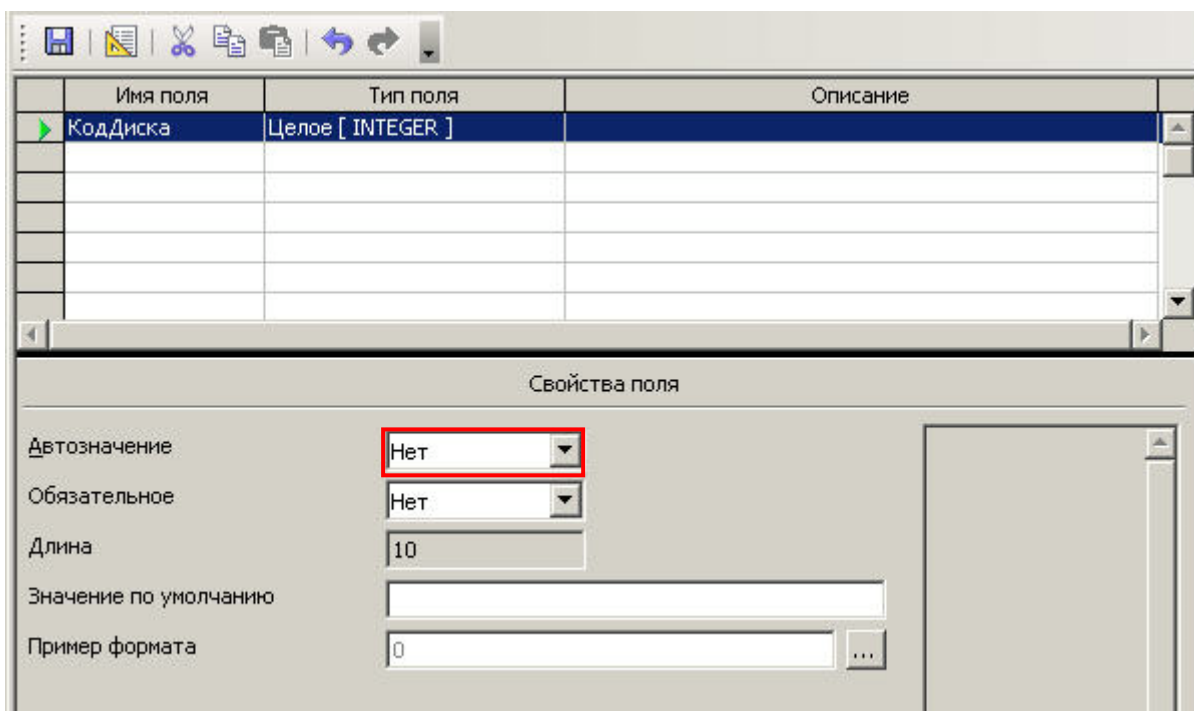 Имя поля Тип поля Описание
КодДиска Целое [ INTEGER ]
Свойства поля
Автозначение Нет
Обязательное Нет
Длина 10
Значение по умолчанию
Пример формата 0 ...